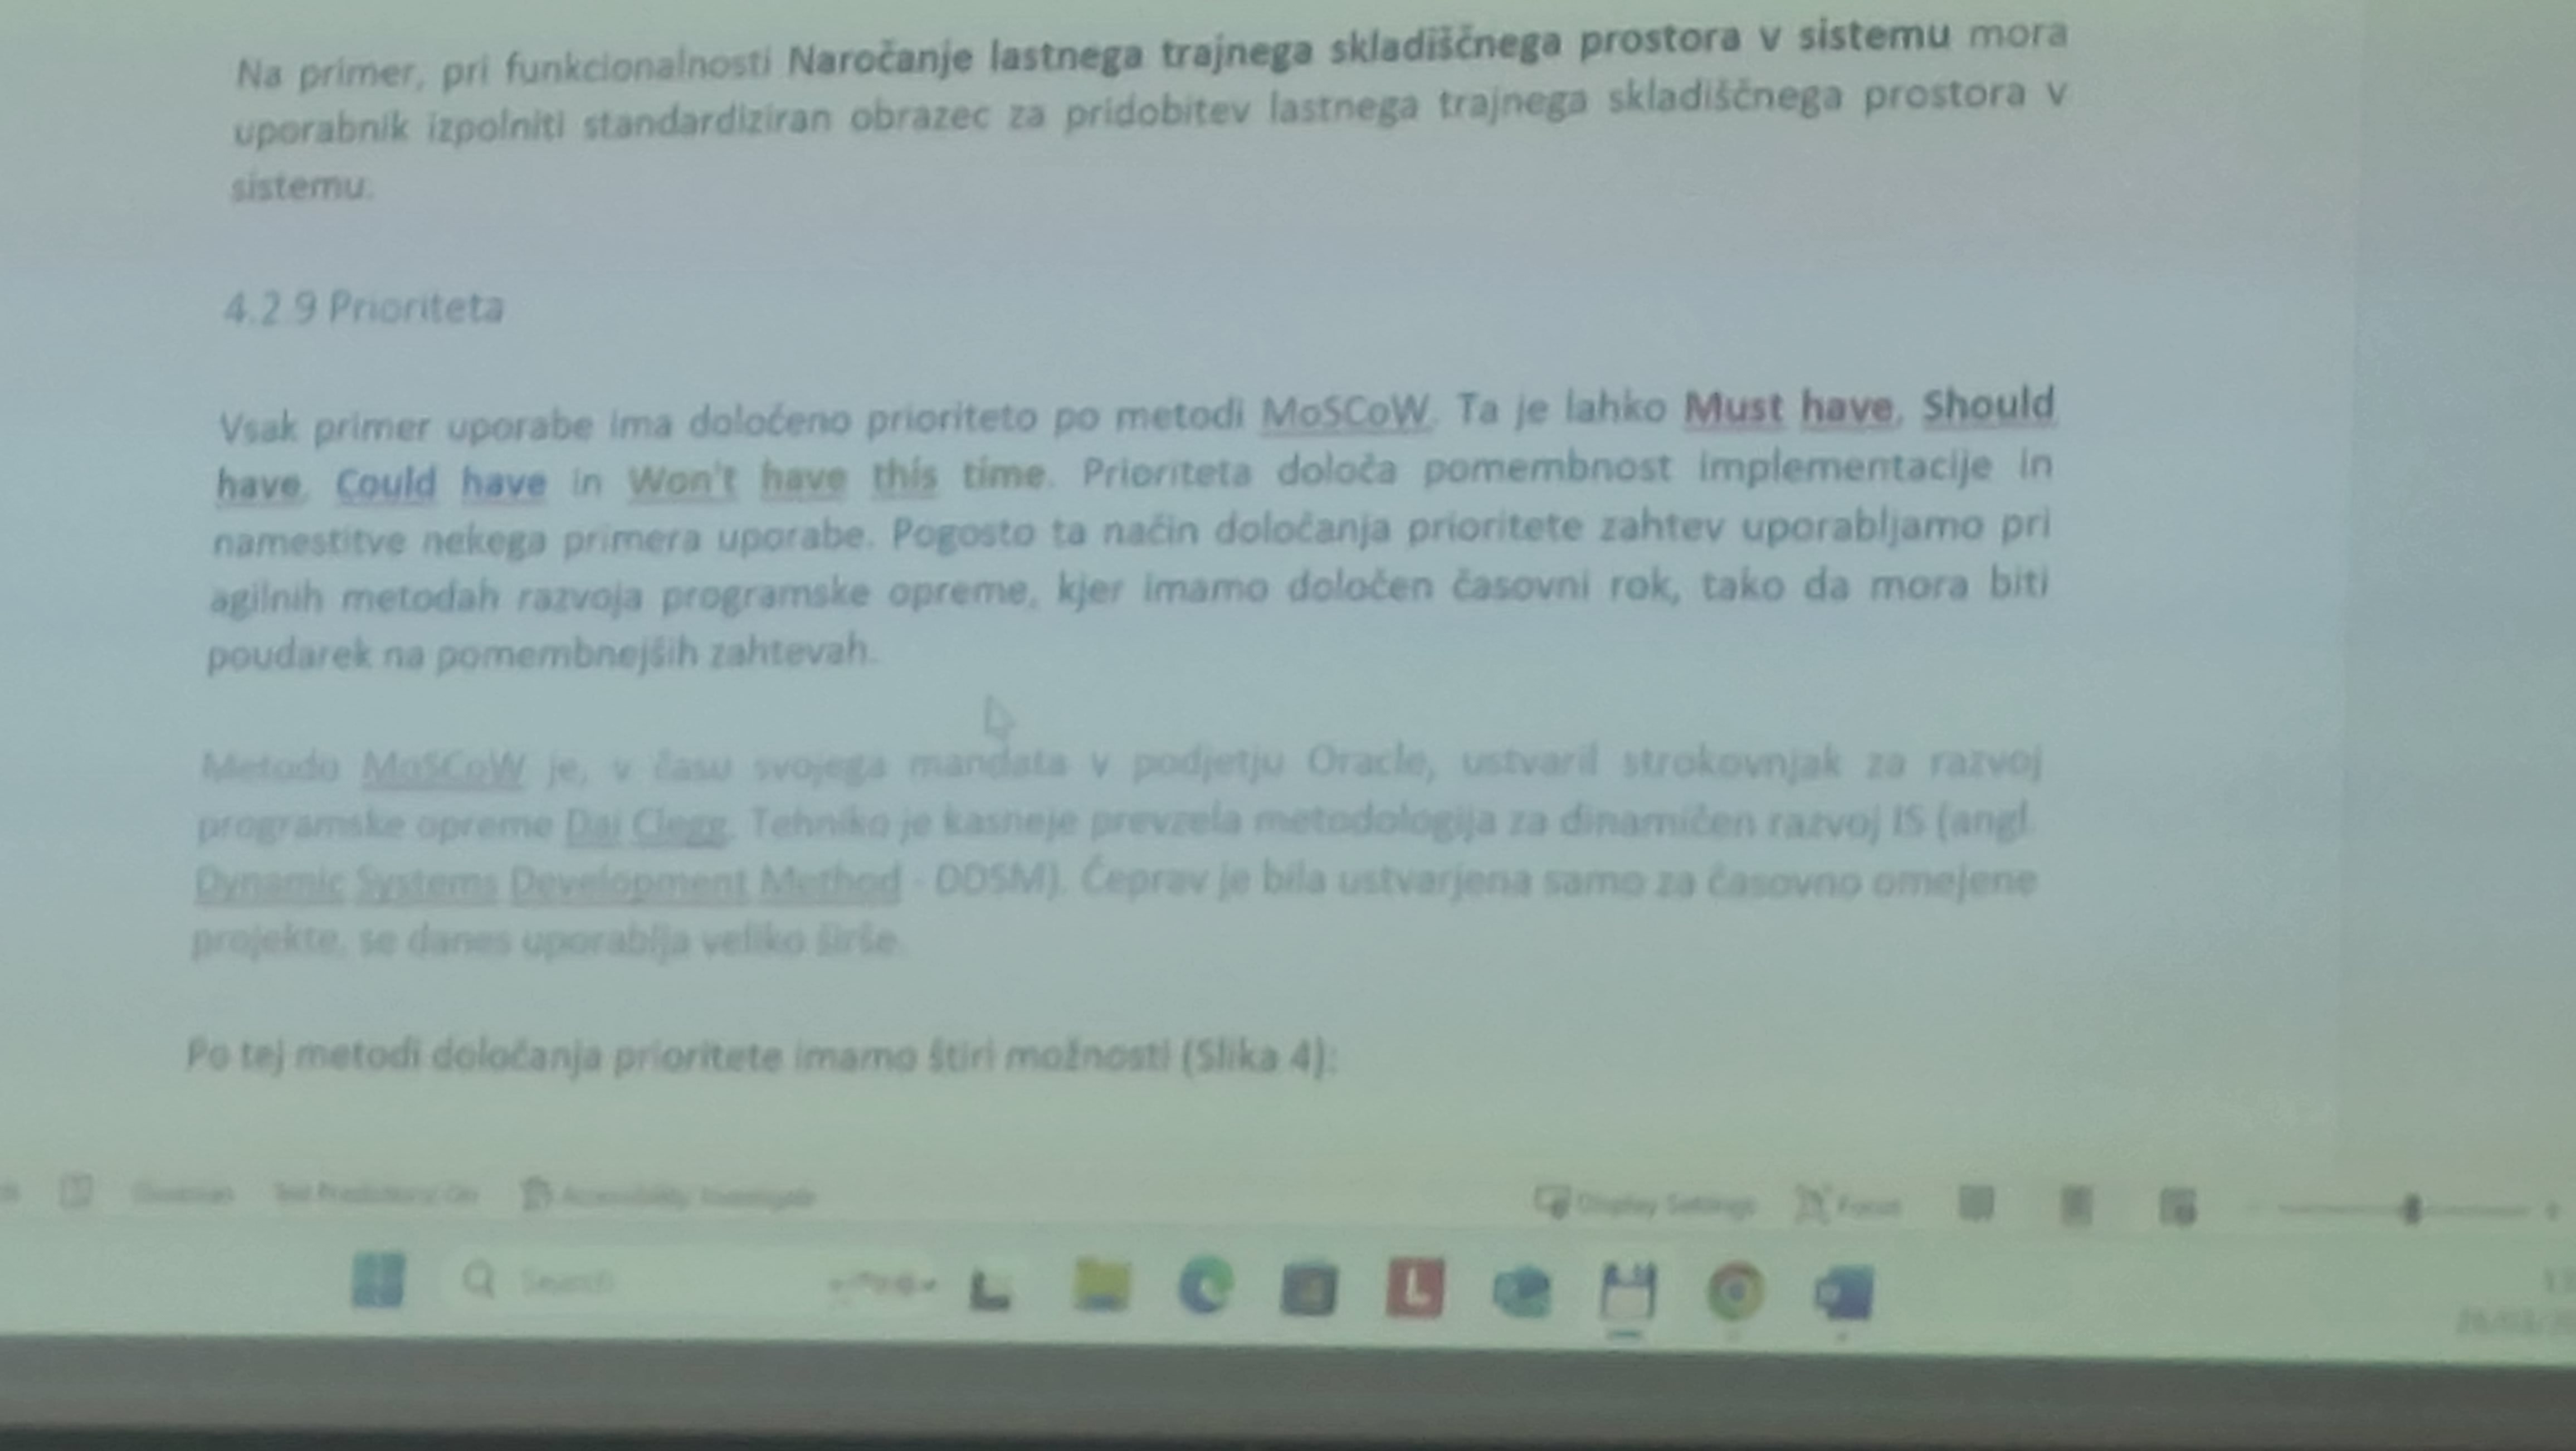 Na primer, pri funkcionalnosti Naročanje lastnega trajnega skladiščnega prostora v sistemu mora
uporabnik izpolniti standardiziran obrazec za pridobitev lastnega trajnega skladiščnega prostora v
sistemu.
4.2.9 Prioriteta
Vsak primer uporabe ima določeno prioriteto po metodi MoSCoW. Ta je lahko Must have, Should
have, Could have in Won't have this time. Prioriteta določa pomembnost implementacije in
namestitve nekega primera uporabe. Pogosto ta način določanja prioritete zahtev uporabljamo pri
agilnih metodah razvoja programske opreme, kjer imamo določen časovni rok, tako da mora biti
poudarek na pomembnejših zahtevah.
Metodo MoSCoW je, v času svojega mandata v podjetju Oracle, ustvaril strokovnjak za razvoj
programske opreme Dai Clegg. Tehniko je kasneje prevzela metodologija za dinamičen razvoj IS (angl.
Dynamic Systems Development Method - DDSM). Čeprav je bila ustvarjena samo za časovno omejene
projekte, se danes uporablja veliko širše.
Po tej metodi določanja prioritete imamo štiri možnosti (Slika 4):
Slovenian Text Predictions: On Accessibility: Investigate Display Settings Focus
Search L